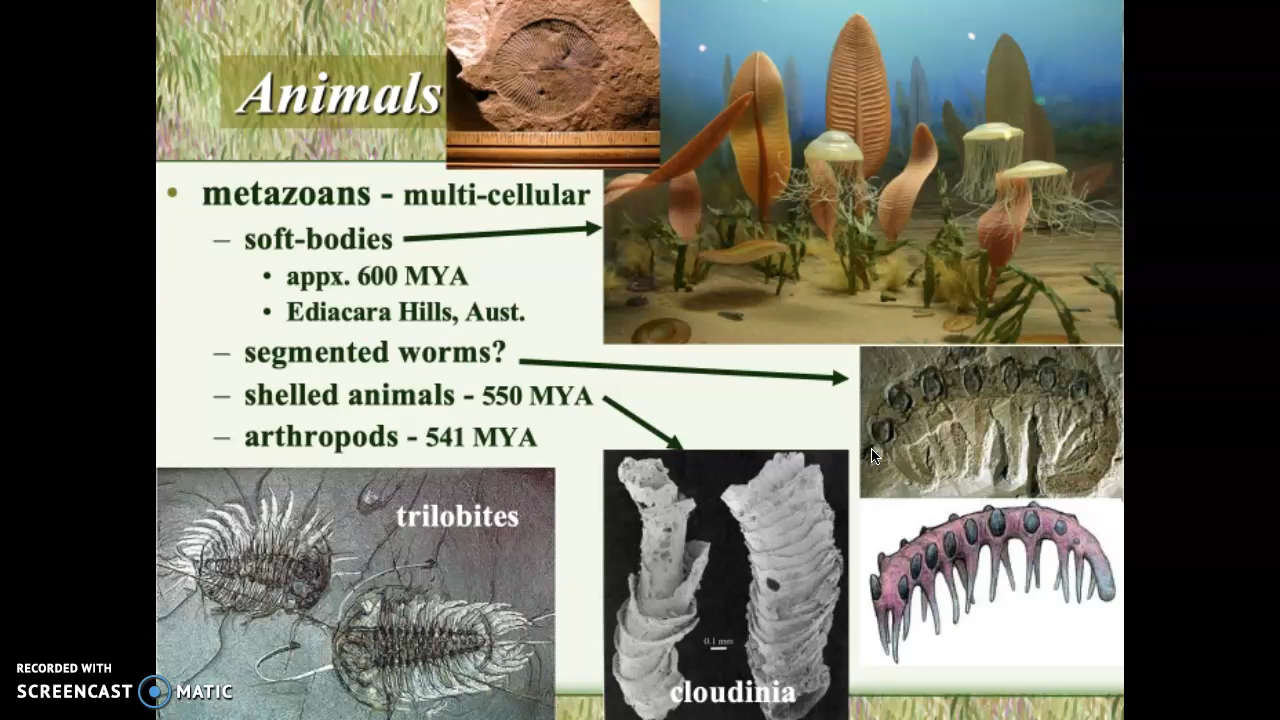 Animals
• metazoans - multi-cellular
– soft-bodies
• appx. 600 MYA
• Ediacara Hills, Aust.
– segmented worms?
– shelled animals - 550 MYA
– arthropods - 541 MYA
trilobites
0.1 mm
cloudinia
RECORDED WITH
SCREENCAST MATIC